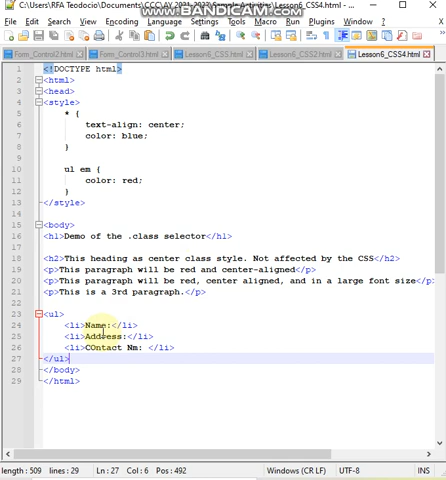 C:\Users\RFA Teodocio\Documents\CCC\AY 2021-2022\Sample Activities\Lesson6_CSS4.html -
WWW.BANDICAM.COM
File Edit Search View Encoding Language Settings Tools Macro Run Plugins Window ?
Form_Control2.html Form_Control3.html Lesson6_CSS.html Lesson6_CSS2.html Lesson6_CSS4.html
1 <!DOCTYPE html>
2 <html>
3 <head>
4 <style>
5 * {
6 text-align: center;
7 color: blue;
8 }
9
10 ul em {
11 color: red;
12 }
13 </style>
14
15 <body>
16 <h1>Demo of the .class selector</h1>
17
18 <h2>This heading as center class style. Not affected by the CSS</h2>
19 <p>This paragraph will be red and center-aligned</p>
20 <p>This paragraph will be red, center aligned, and in a large font size</p>
21 <p>This is a 3rd paragraph.</p>
22
23 <ul>
24 <li>Name:</li>
25 <li>Address:</li>
26 <li>COntact Nm: </li>
27 </ul>
28 </body>
29 </html>
length : 509 lines : 29 Ln : 27 Col : 6 Pos : 492 Windows (CR LF) UTF-8 INS